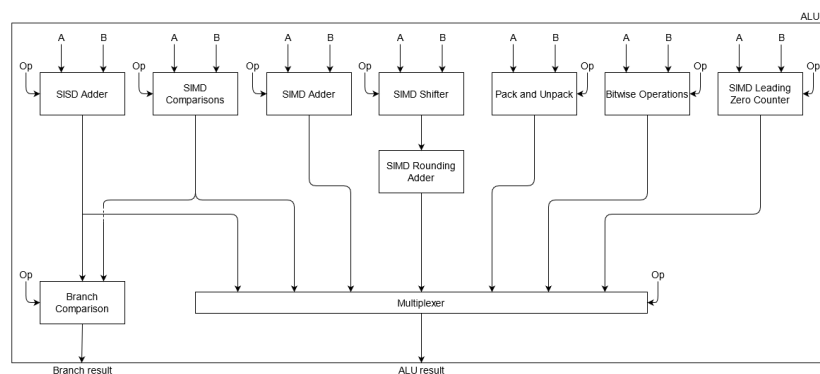 ALU
A B A B A B A B A B A B A B
Op Op Op Op Op Op Op
SISD Adder
SIMD
Comparisons
SIMD Adder
SIMD Shifter
Pack and Unpack
Bitwise Operations
SIMD Leading
Zero Counter
SIMD Rounding
Adder
Op
Op
Branch
Comparison
Multiplexer
Branch result
ALU result